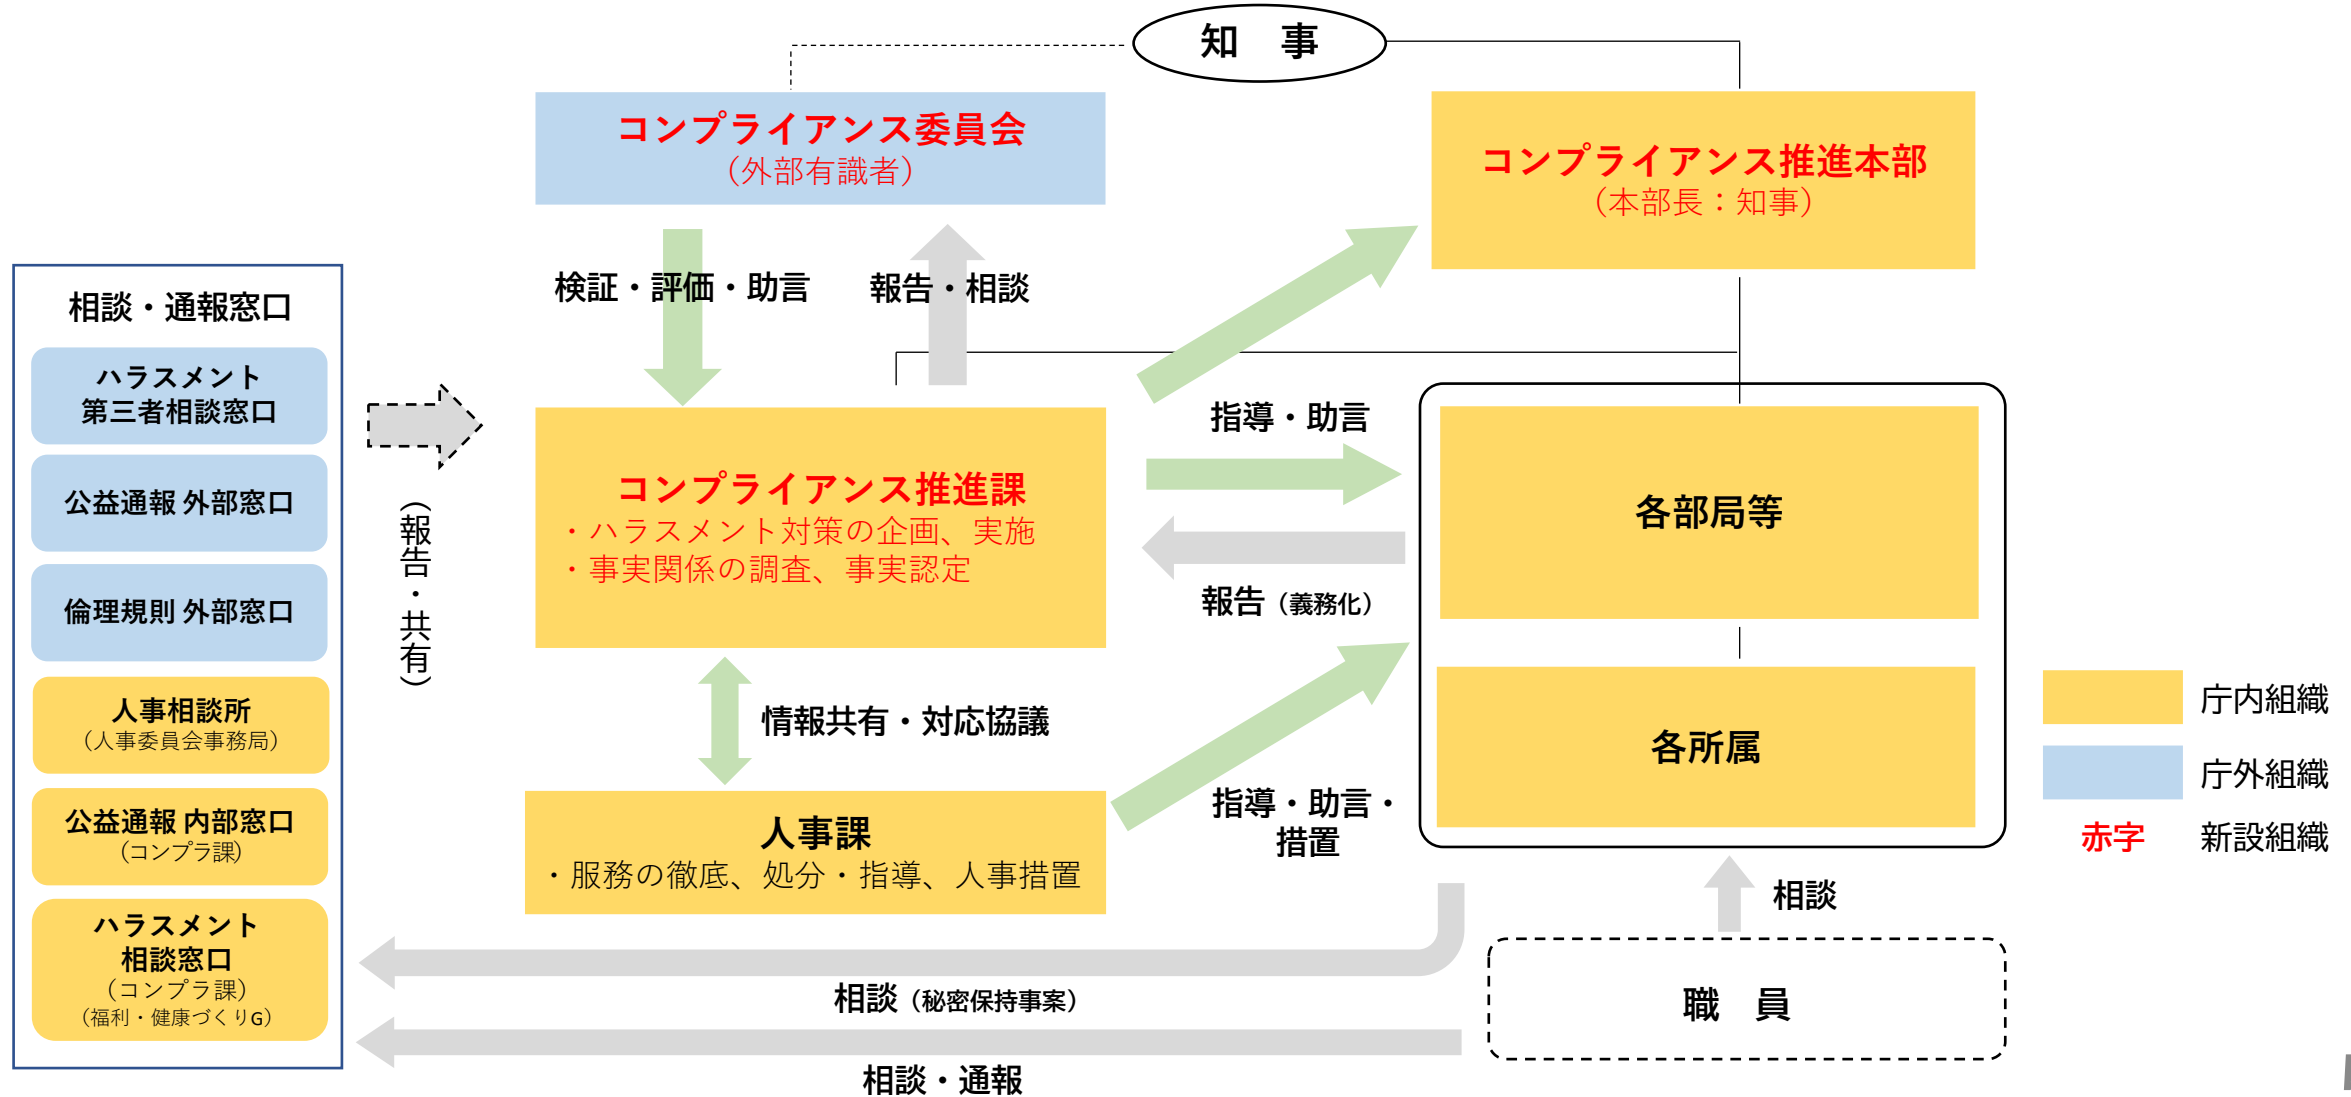 知　事
コンプライアンス委員会
（外部有識者）
コンプライアンス推進本部
（本部長：知事）
検証・評価・助言
報告・相談
相談・通報窓口
ハラスメント
第三者相談窓口
公益通報 外部窓口
倫理規則 外部窓口
人事相談所
（人事委員会事務局）
公益通報 内部窓口
（コンプラ課）
ハラスメント
相談窓口
（コンプラ課）
（福利・健康づくりG）
（報告・共有）
コンプライアンス推進課
・ハラスメント対策の企画、実施
・事実関係の調査、事実認定
指導・助言
報告（義務化）
各部局等
各所属
情報共有・対応協議
人事課
・服務の徹底、処分・指導、人事措置
指導・助言・
措置
相談
職　員
相談（秘密保持事案）
相談・通報
庁内組織
庁外組織
赤字 新設組織